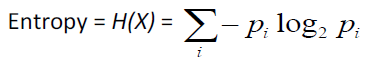 Entropy = H(X) = ∑ᵢ – pᵢ log₂ pᵢ